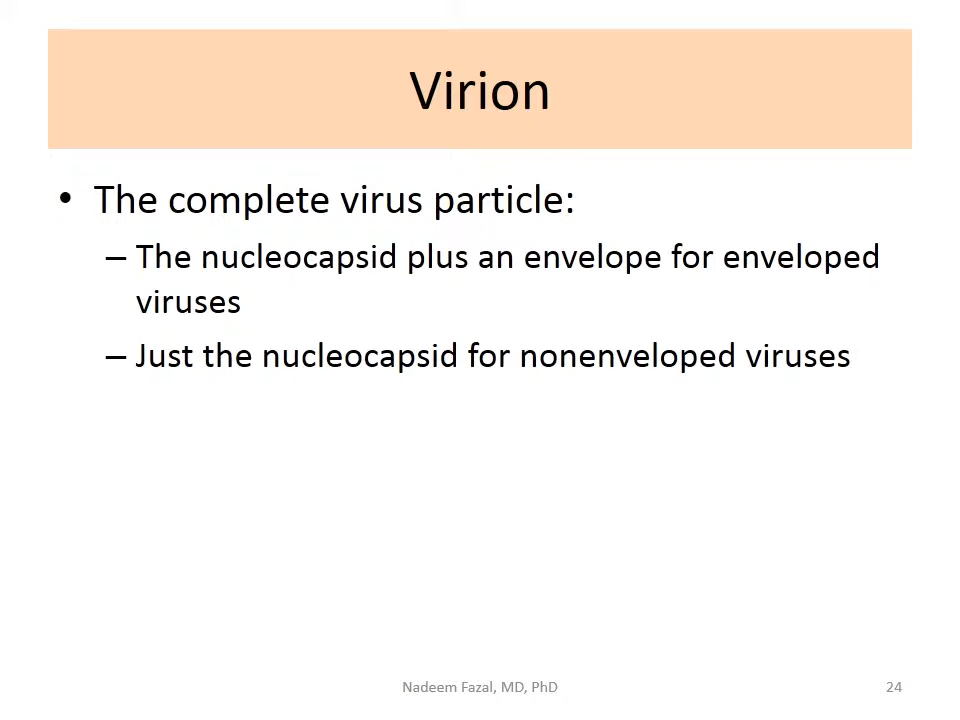 Virion
• The complete virus particle:
– The nucleocapsid plus an envelope for enveloped
viruses
– Just the nucleocapsid for nonenveloped viruses
Nadeem Fazal, MD, PhD
24